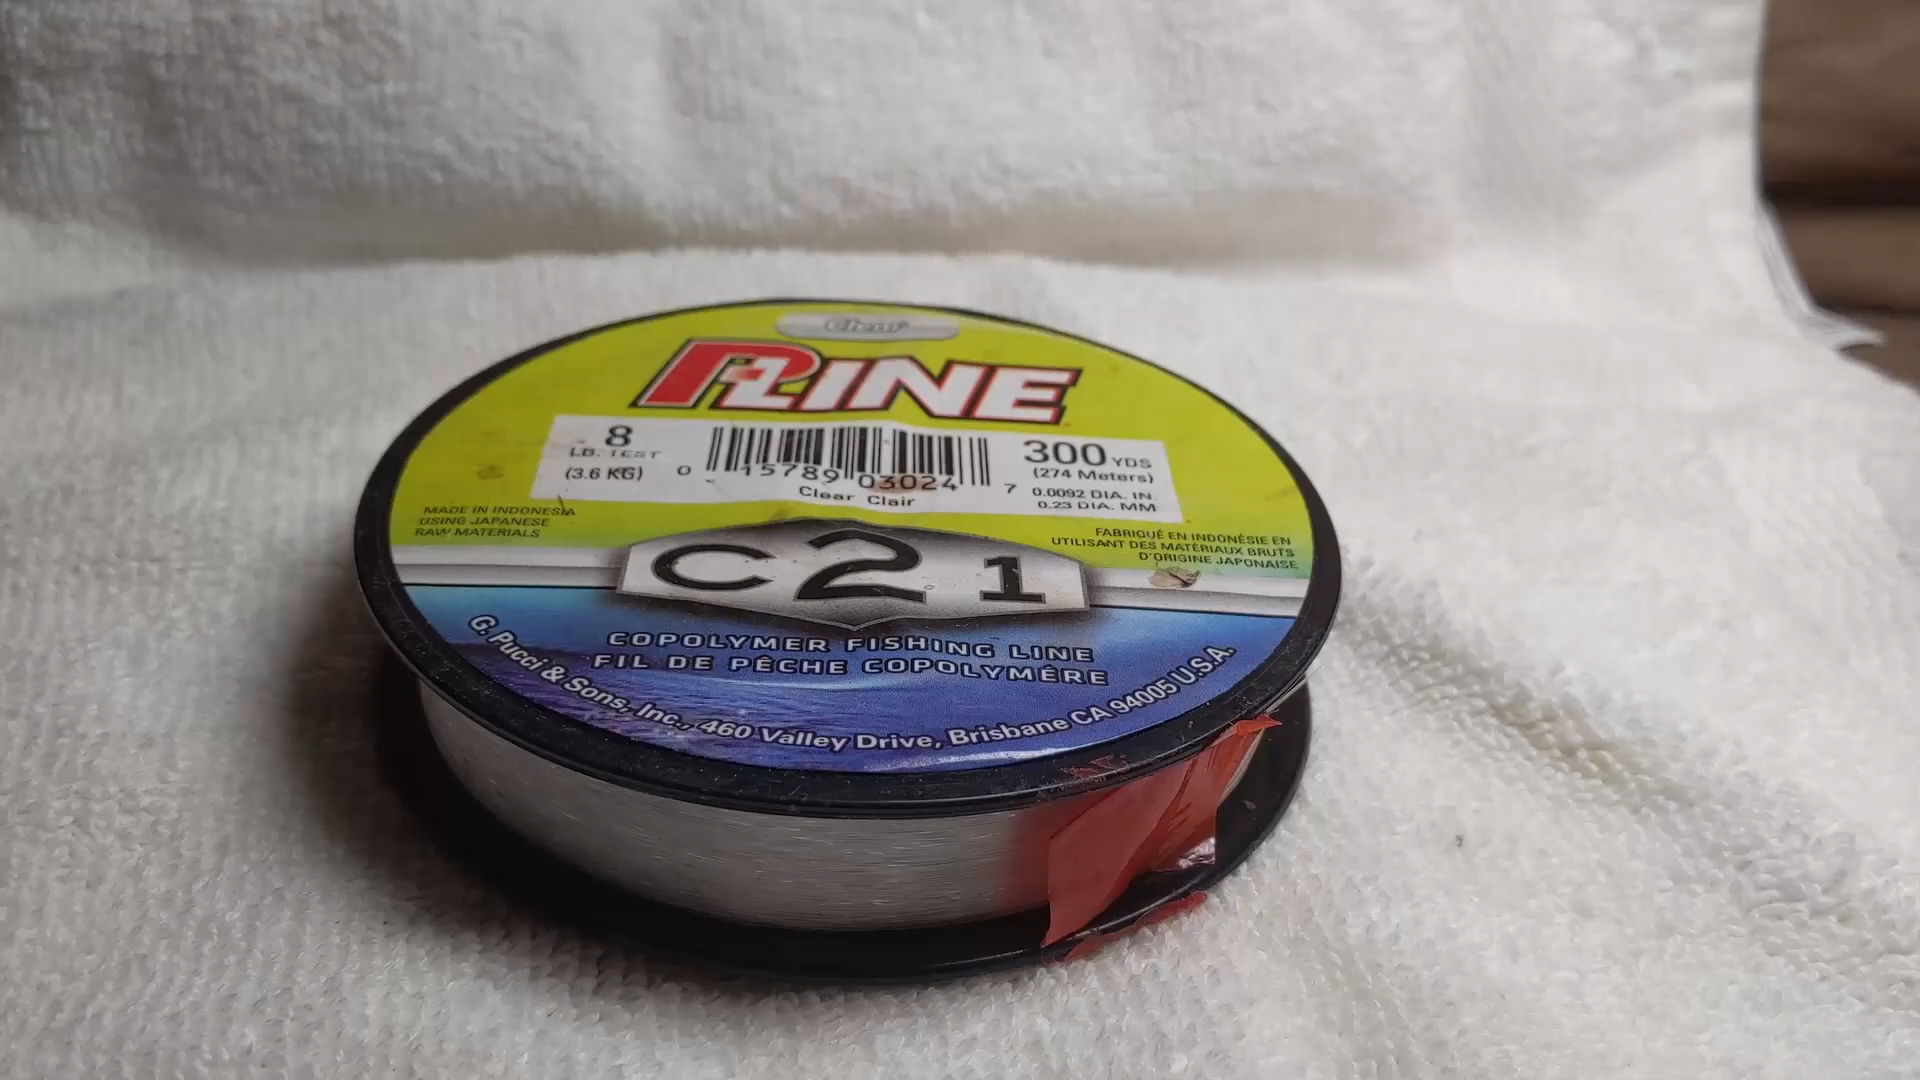 Clear
P-LINE
8
LB. TEST
(3.6 KG)
0 15789 03024 7
Clear Clair
300 YDS
(274 Meters)
0.0092 DIA. IN.
0.23 DIA. MM
MADE IN INDONESIA
USING JAPANESE
RAW MATERIALS
FABRIQUÉ EN INDONÉSIE EN
UTILISANT DES MATÉRIAUX BRUTS
D'ORIGINE JAPONAISE
C21
COPOLYMER FISHING LINE
FIL DE PÊCHE COPOLYMÉRE
G. Pucci & Sons, Inc., 460 Valley Drive, Brisbane CA 94005 U.S.A.